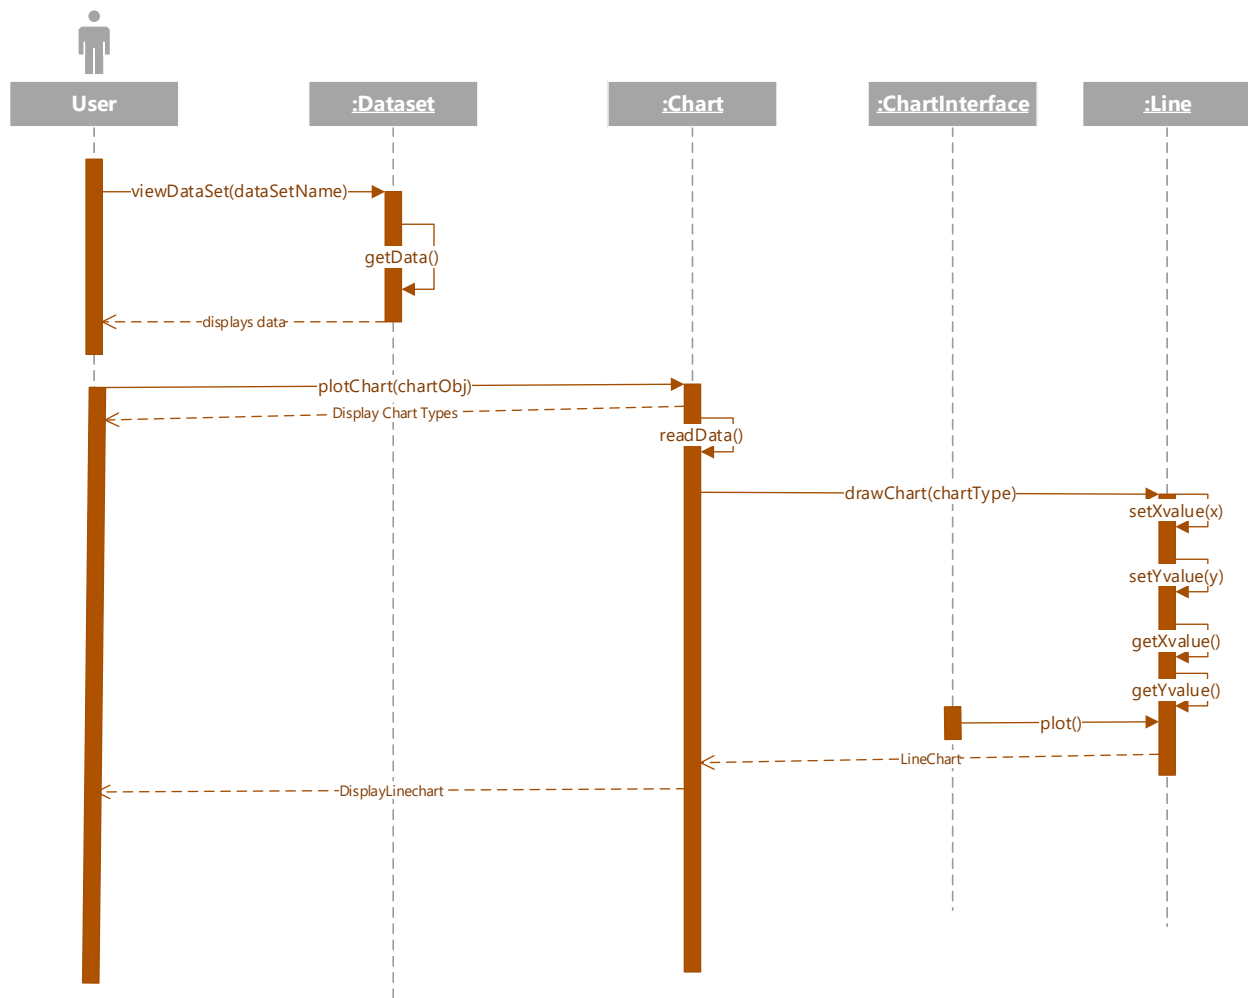 User
:Dataset
:Chart
:ChartInterface
:Line
viewDataSet(dataSetName)
getData()
displays data
plotChart(chartObj)
Display Chart Types
readData()
drawChart(chartType)
setXvalue(x)
setYvalue(y)
getXvalue()
getYvalue()
plot()
LineChart
DisplayLinechart